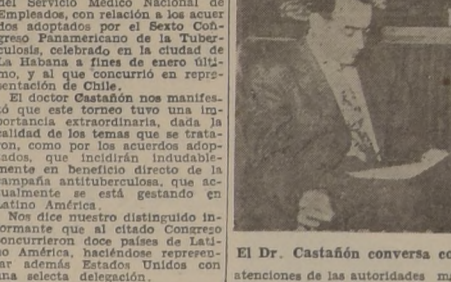 del Servicio Médico Nacional de
Empleados, con relación a los acuer
dos adoptados por el Sexto Con-
greso Panamericano de la Tuber-
culosis, celebrado en la ciudad de
La Habana a fines de enero últi-
mo, y al que concurrió en repre-
sentación de Chile.
El doctor Castañón nos manifes-
tó que este torneo tuvo una im-
portancia extraordinaria, dada la
calidad de los temas que se trata-
ron, como por los acuerdos adop-
tados, que incidirán indudable-
mente en beneficio directo de la
campaña antituberculosa, que ac-
tualmente se está gestando en
Latino América.
Nos dice nuestro distinguido in-
formante que al citado Congreso
concurrieron doce países de Lati-
no América, haciéndose represen-
tar además Estados Unidos con
una selecta delegación.
El Dr. Castañón conversa co
atenciones de las autoridades m